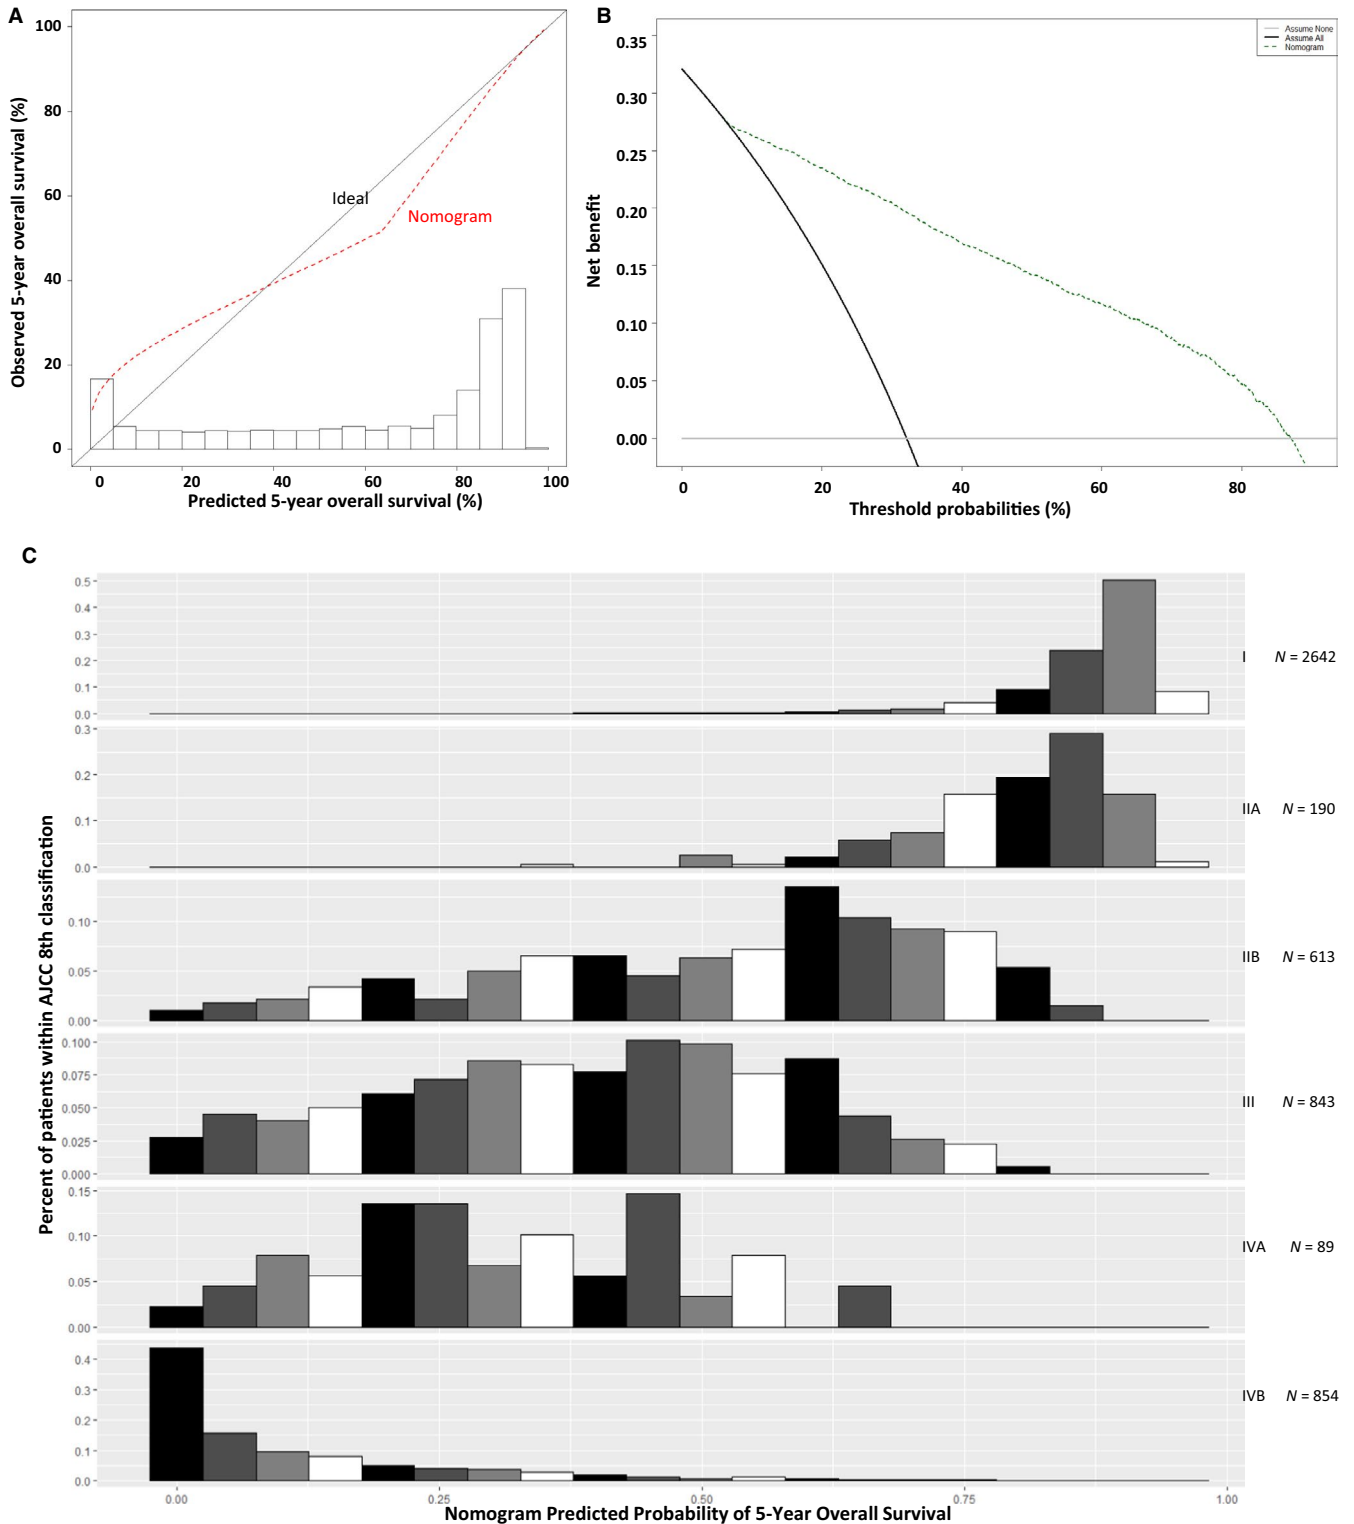 A
Observed 5-year overall survival (%)
100
80
60
40
20
0
Ideal
Nomogram
0 20 40 60 80 100
Predicted 5-year overall survival (%)
B
Net benefit
0.35
0.30
0.25
0.20
0.15
0.10
0.05
0.00
Assume None
Assume All
Nomogram
0 20 40 60 80
Threshold probabilities (%)
C
Percent of patients within AJCC 8th classification
0.5
0.4
0.3
0.2
0.1
0.0
I N = 2642
0.3
0.2
0.1
0.0
IIA N = 190
0.10
0.05
0.00
IIB N = 613
0.100
0.075
0.050
0.025
0.000
III N = 843
0.15
0.10
0.05
0.00
IVA N = 89
0.4
0.3
0.2
0.1
0.0
IVB N = 854
0.00 0.25 0.50 0.75 1.00
Nomogram Predicted Probability of 5-Year Overall Survival